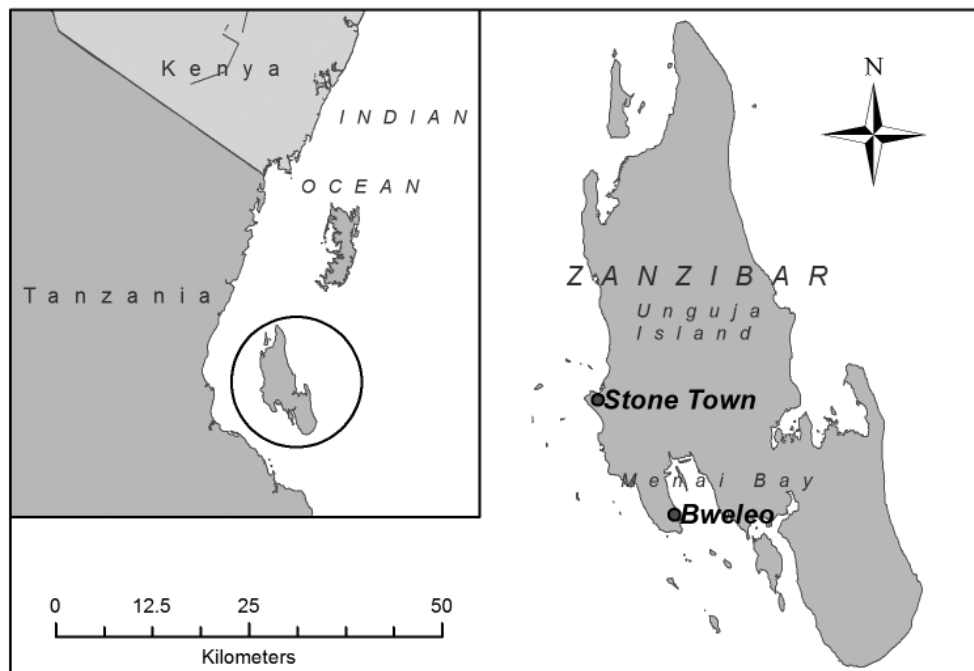 Kenya
INDIAN
OCEAN
Tanzania
N
ZANZIBAR
Unguja
Island
Stone Town
Menai Bay
Bweleo
0 12.5 25 50
Kilometers